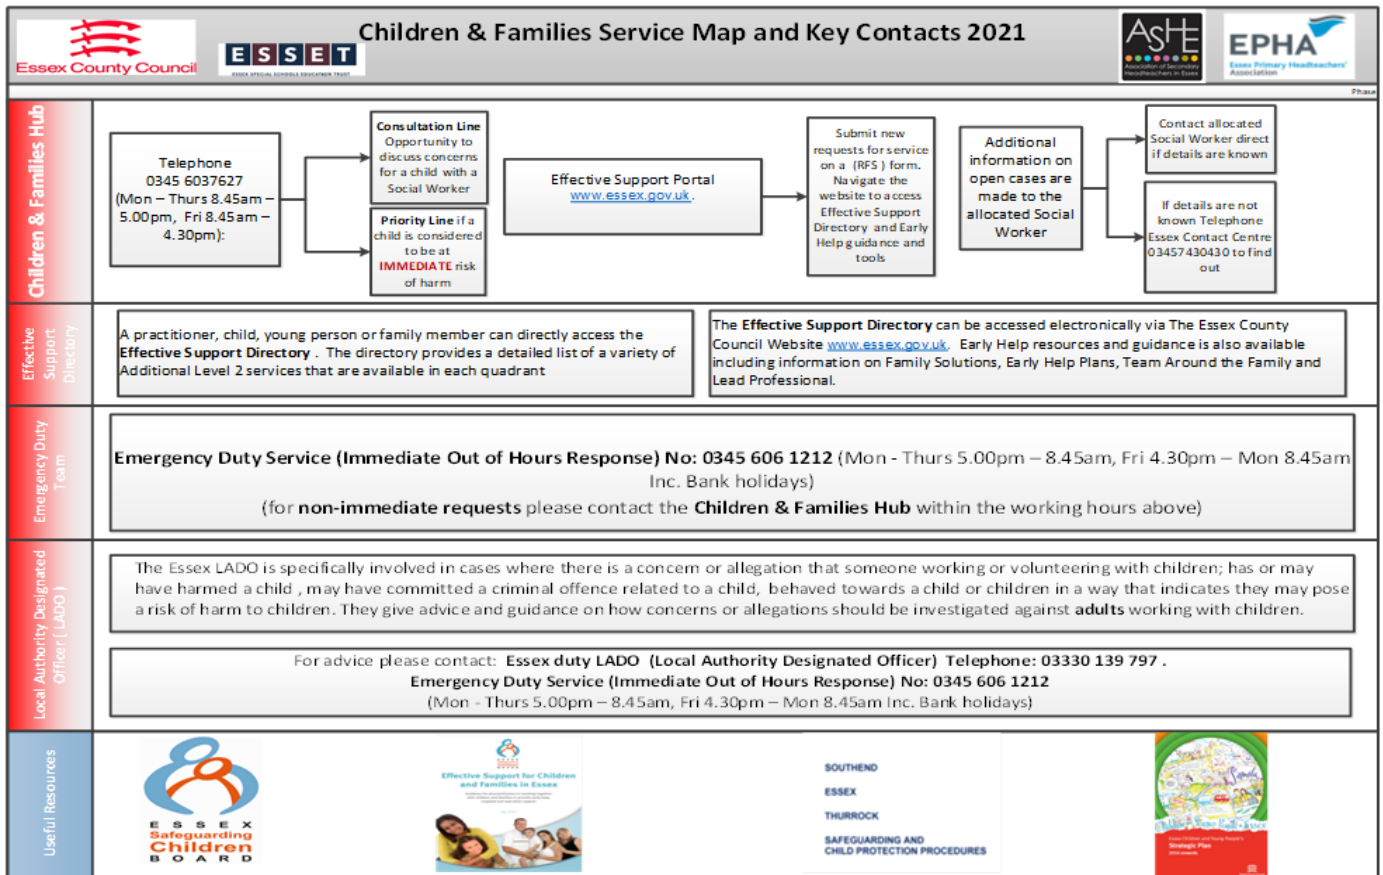 Children & Families Service Map and Key Contacts 2021
Essex County Council
ESSET
ESSEX SPECIAL SCHOOLS EDUCATION TRUST
ASHE
Association of Secondary
Headteachers in Essex
EPHA
Essex Primary Headteachers'
Association
Phase
Children & Families Hub
Telephone
0345 6037627
(Mon – Thurs 8.45am –
5.00pm, Fri 8.45am –
4.30pm):
Consultation Line
Opportunity to
discuss concerns
for a child with a
Social Worker
Priority Line if a
child is considered
to be at
IMMEDIATE risk
of harm
Effective Support Portal
www.essex.gov.uk .
Submit new
requests for service
on a (RFS ) form.
Navigate the
website to access
Effective Support
Directory and Early
Help guidance and
tools
Additional
information on
open cases are
made to the
allocated Social
Worker
Contact allocated
Social Worker direct
if details are known
If details are not
known Telephone
Essex Contact Centre
03457430430 to find
out
Effective
Support
Directory
A practitioner, child, young person or family member can directly access the
Effective Support Directory . The directory provides a detailed list of a variety of
Additional Level 2 services that are available in each quadrant
The Effective Support Directory can be accessed electronically via The Essex County
Council Website www.essex.gov.uk. Early Help resources and guidance is also available
including information on Family Solutions, Early Help Plans, Team Around the Family and
Lead Professional.
Emergency Duty
Team
Emergency Duty Service (Immediate Out of Hours Response) No: 0345 606 1212 (Mon - Thurs 5.00pm – 8.45am, Fri 4.30pm – Mon 8.45am
Inc. Bank holidays)
(for non-immediate requests please contact the Children & Families Hub within the working hours above)
Local Authority Designated
Officer ( LADO )
The Essex LADO is specifically involved in cases where there is a concern or allegation that someone working or volunteering with children; has or may
have harmed a child , may have committed a criminal offence related to a child, behaved towards a child or children in a way that indicates they may pose
a risk of harm to children. They give advice and guidance on how concerns or allegations should be investigated against adults working with children.
For advice please contact: Essex duty LADO (Local Authority Designated Officer) Telephone: 03330 139 797 .
Emergency Duty Service (Immediate Out of Hours Response) No: 0345 606 1212
(Mon - Thurs 5.00pm – 8.45am, Fri 4.30pm – Mon 8.45am Inc. Bank holidays)
Useful Resources
ESSEX
Safeguarding
Children
BOARD
Effective Support for Children
and Families in Essex
SOUTHEND
ESSEX
THURROCK
SAFEGUARDING AND
CHILD PROTECTION PROCEDURES
Essex Children and Young People's
Strategic Plan